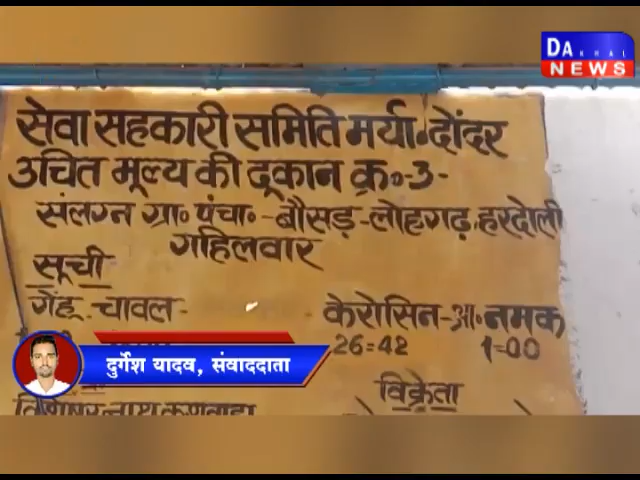 DAKHAL
NEWS
सेवा सहकारी समिति मर्या॰ दोंदर
उचित मूल्य की दूकान क्र॰-3-
संलग्न ग्रा॰ पंचा॰-बौसड़-लोहगढ़,हरदोली
गहिलवार
सूची
गेंहू-चावल- केरोसिन-आ॰नमक
26=42 1=00
दुर्गेश यादव, संवाददाता
विक्रेता